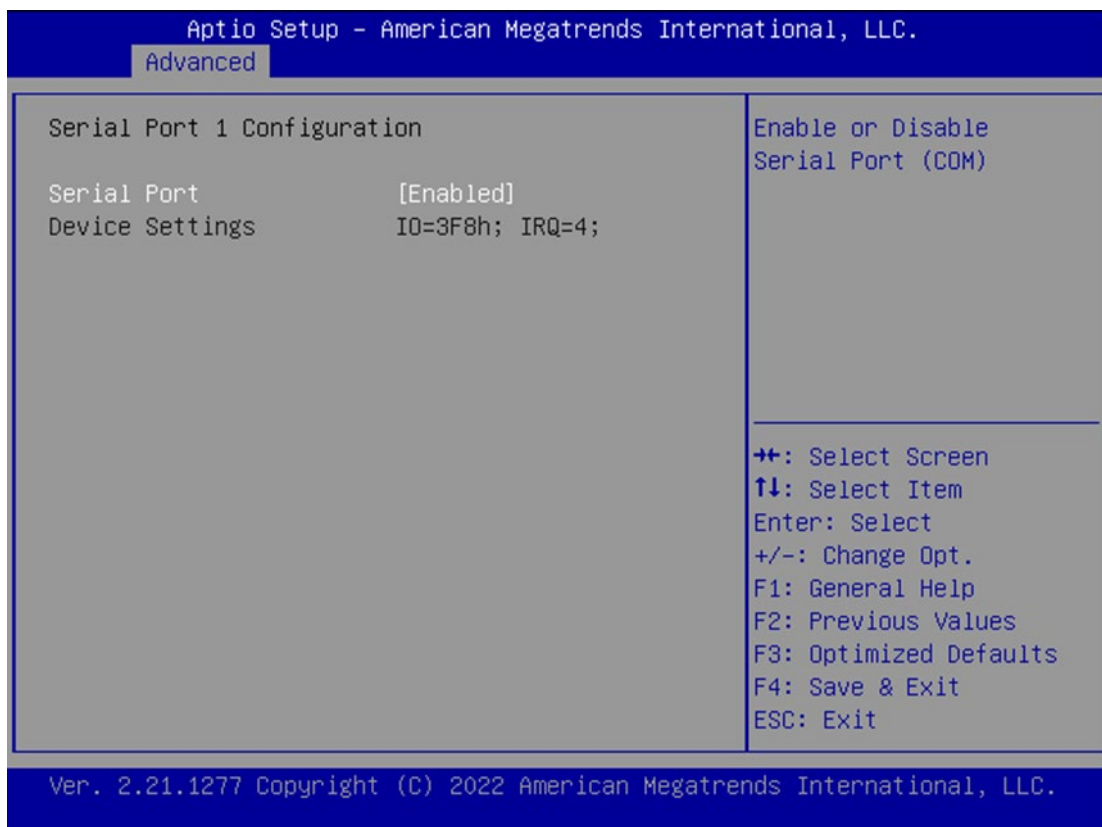 Aptio Setup – American Megatrends International, LLC.
Advanced
Serial Port 1 Configuration
Serial Port [Enabled]
Device Settings IO=3F8h; IRQ=4;
Enable or Disable
Serial Port (COM)
→←: Select Screen
↑↓: Select Item
Enter: Select
+/-: Change Opt.
F1: General Help
F2: Previous Values
F3: Optimized Defaults
F4: Save & Exit
ESC: Exit
Ver. 2.21.1277 Copyright (C) 2022 American Megatrends International, LLC.